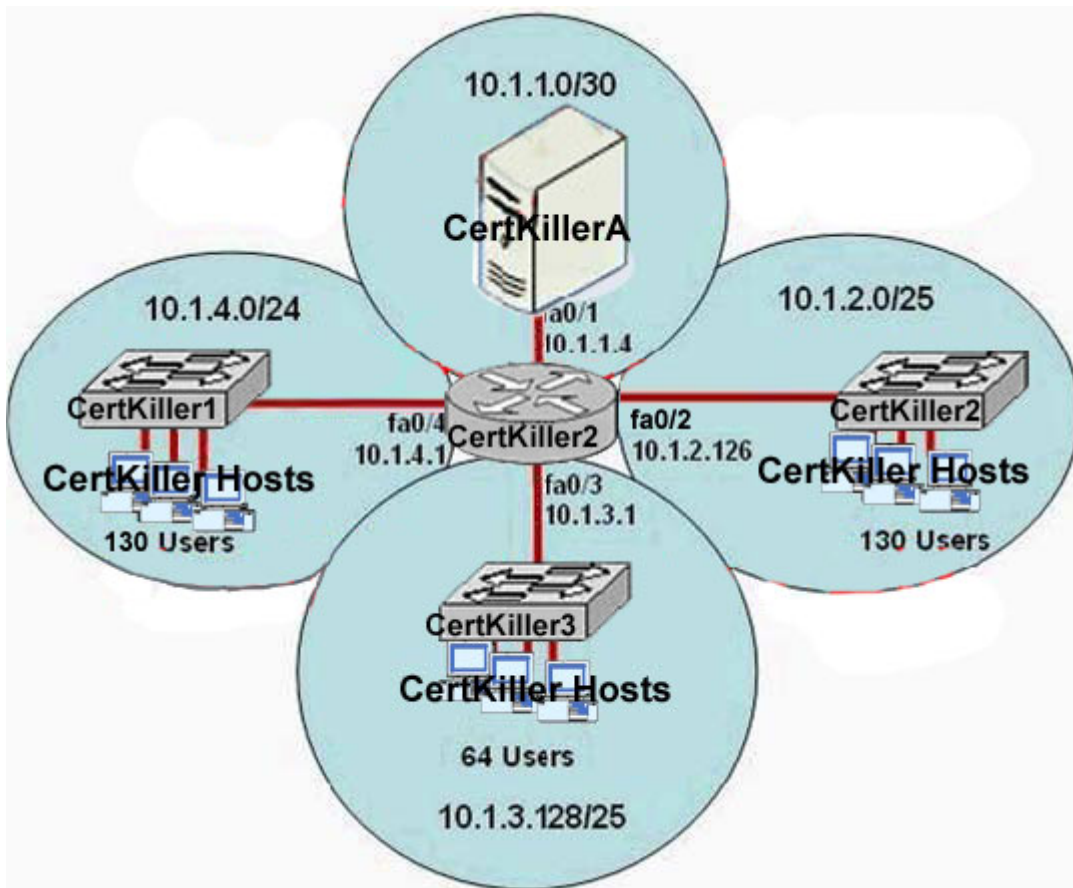 10.1.1.0/30
CertKillerA
fa0/1
10.1.1.4
10.1.4.0/24
CertKiller1
CertKiller Hosts
130 Users
fa0/4
10.1.4.1
CertKiller2
fa0/2
10.1.2.126
10.1.2.0/25
CertKiller2
CertKiller Hosts
130 Users
fa0/3
10.1.3.1
CertKiller3
CertKiller Hosts
64 Users
10.1.3.128/25